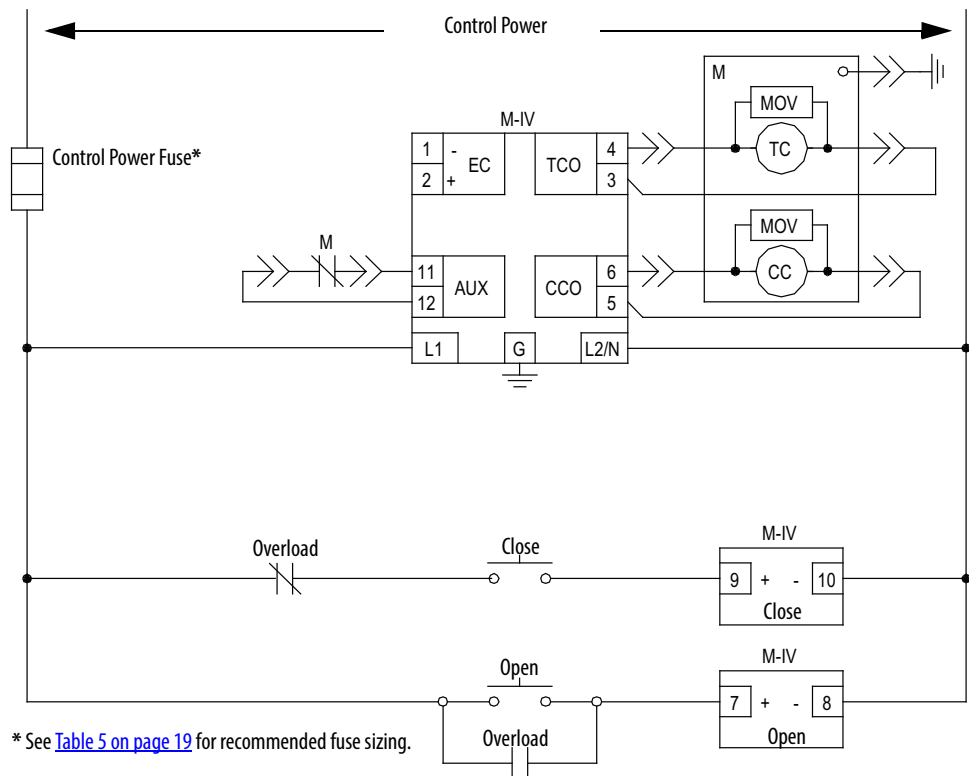 Control Power
M
MOV
M-IV
Control Power Fuse*
1 - EC TCO 4
2 + 3
TC
MOV
M
11 AUX CCO 6
12 5
CC
L1 G L2/N
Overload Close M-IV
9 + - 10
Close
Open M-IV
7 + - 8
Open
Overload
* See Table 5 on page 19 for recommended fuse sizing.